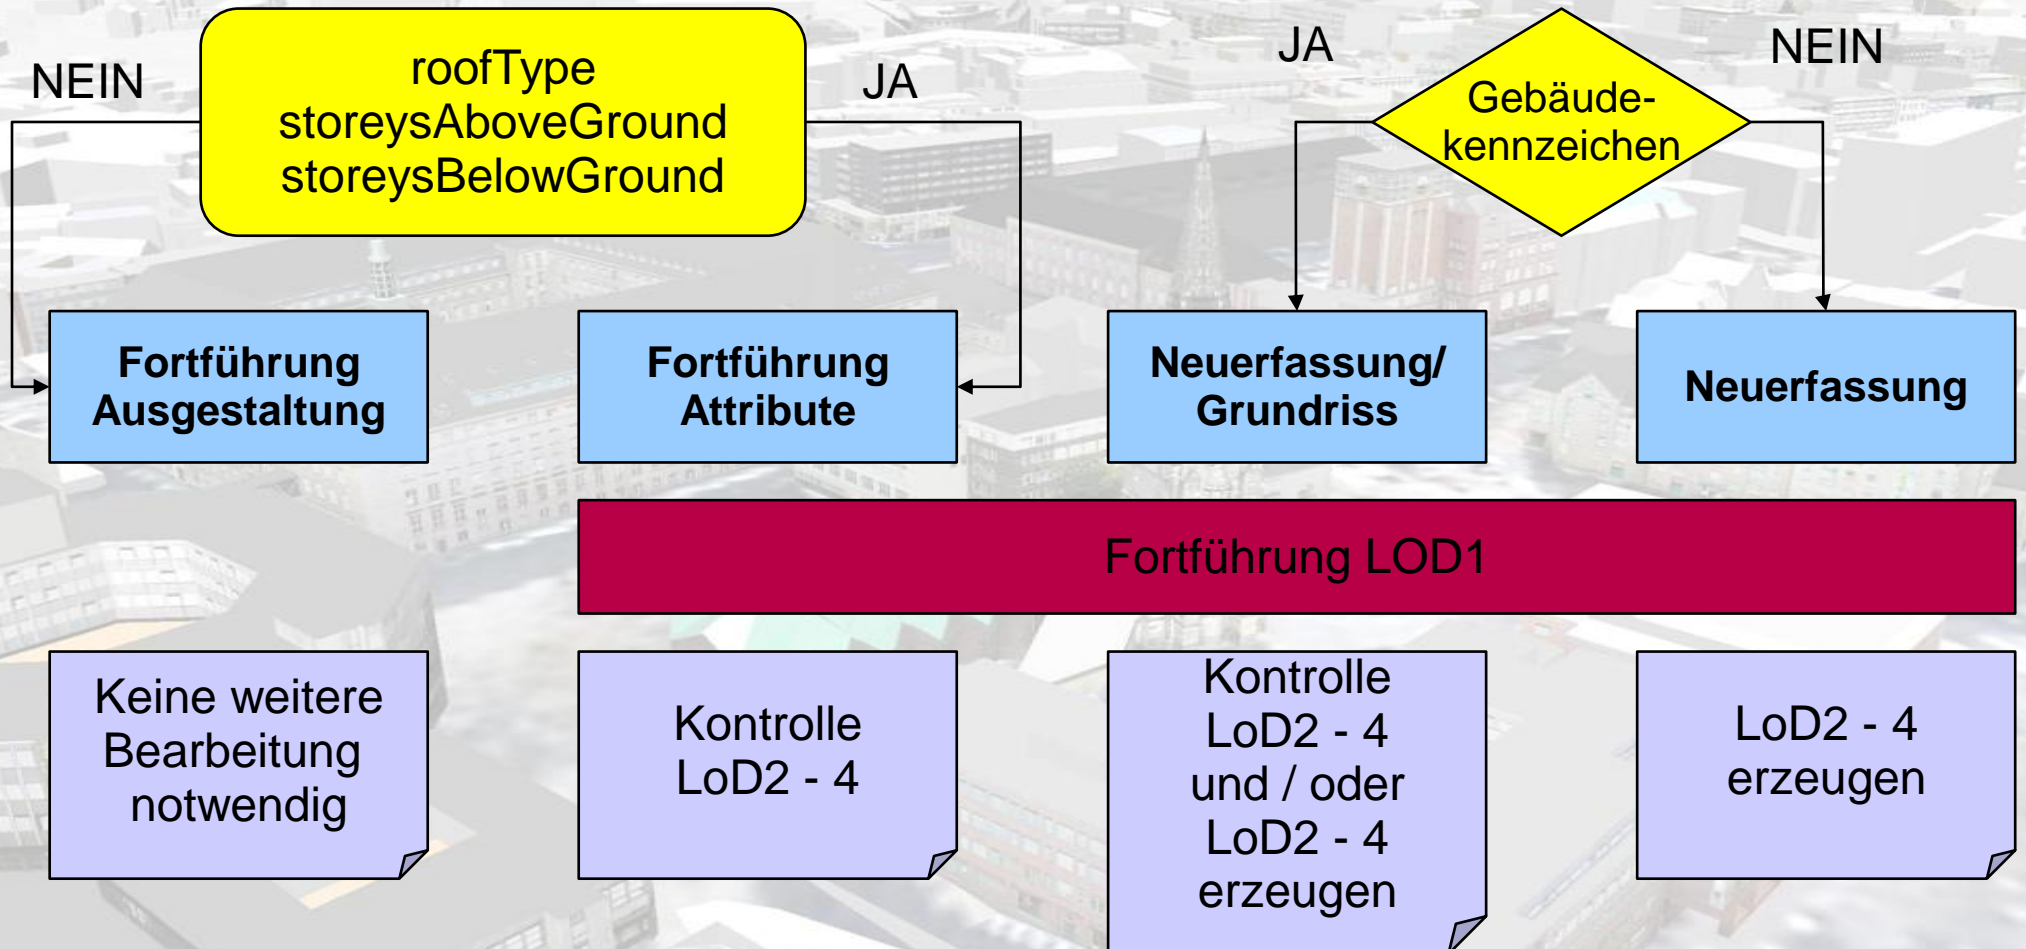 NEIN
roofType
storeysAboveGround
storeysBelowGround
JA
JA
Gebäude-
kennzeichen
NEIN
Fortführung
Ausgestaltung
Fortführung
Attribute
Neuerfassung/
Grundriss
Neuerfassung
Fortführung LOD1
Keine weitere
Bearbeitung
notwendig
Kontrolle
LoD2 - 4
Kontrolle
LoD2 - 4
und / oder
LoD2 - 4
erzeugen
LoD2 - 4
erzeugen